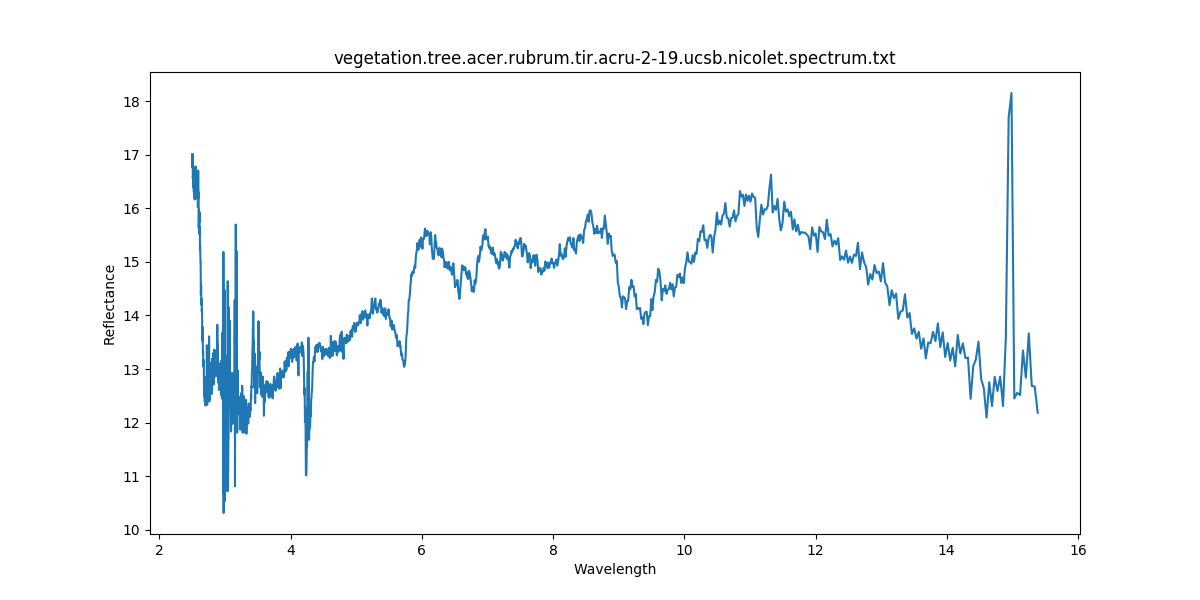 vegetation.tree.acer.rubrum.tir.acru-2-19.ucsb.nicolet.spectrum.txt
18
17
16
15
14
13
12
11
10
Reflectance
2 4 6 8 10 12 14 16
Wavelength